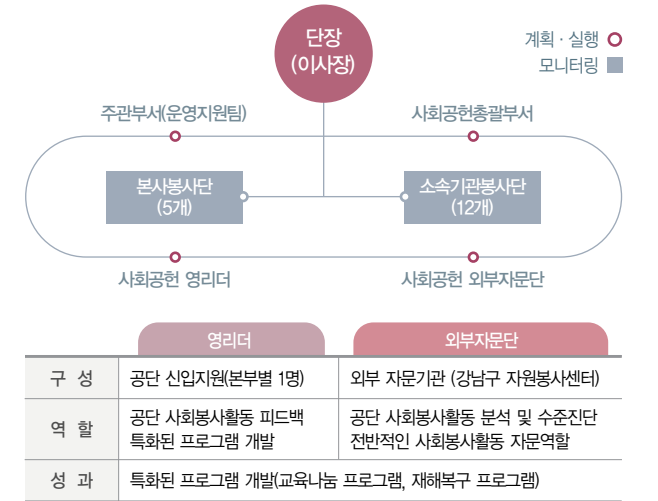 단장
(이사장)
계획 · 실행
모니터링
주관부서(운영지원팀)
사회공헌총괄부서
본사봉사단
(5개)
소속기관봉사단
(12개)
사회공헌 영리더
사회공헌 외부자문단
영리더
외부자문단
구 성
공단 신입지원(본부별 1명)
외부 자문기관 (강남구 자원봉사센터)
역 할
공단 사회봉사활동 피드백
특화된 프로그램 개발
공단 사회봉사활동 분석 및 수준진단
전반적인 사회봉사활동 자문역할
성 과
특화된 프로그램 개발(교육나눔 프로그램, 재해복구 프로그램)